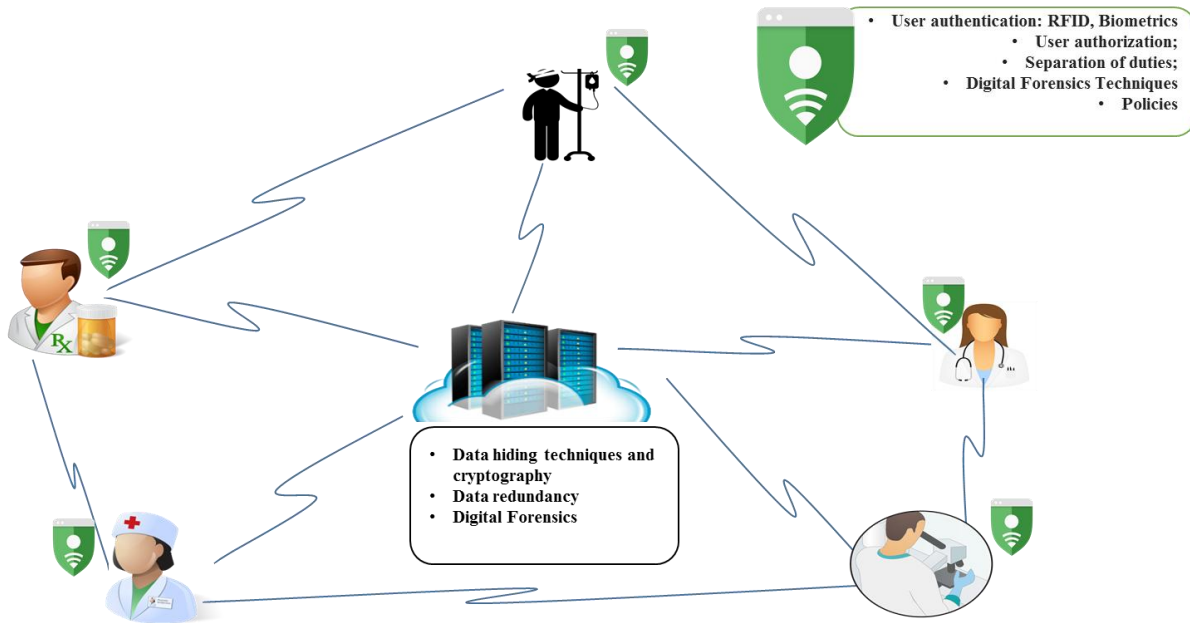 • User authentication: RFID, Biometrics
• User authorization;
• Separation of duties;
• Digital Forensics Techniques
• Policies
Rx
• Data hiding techniques and
cryptography
• Data redundancy
• Digital Forensics